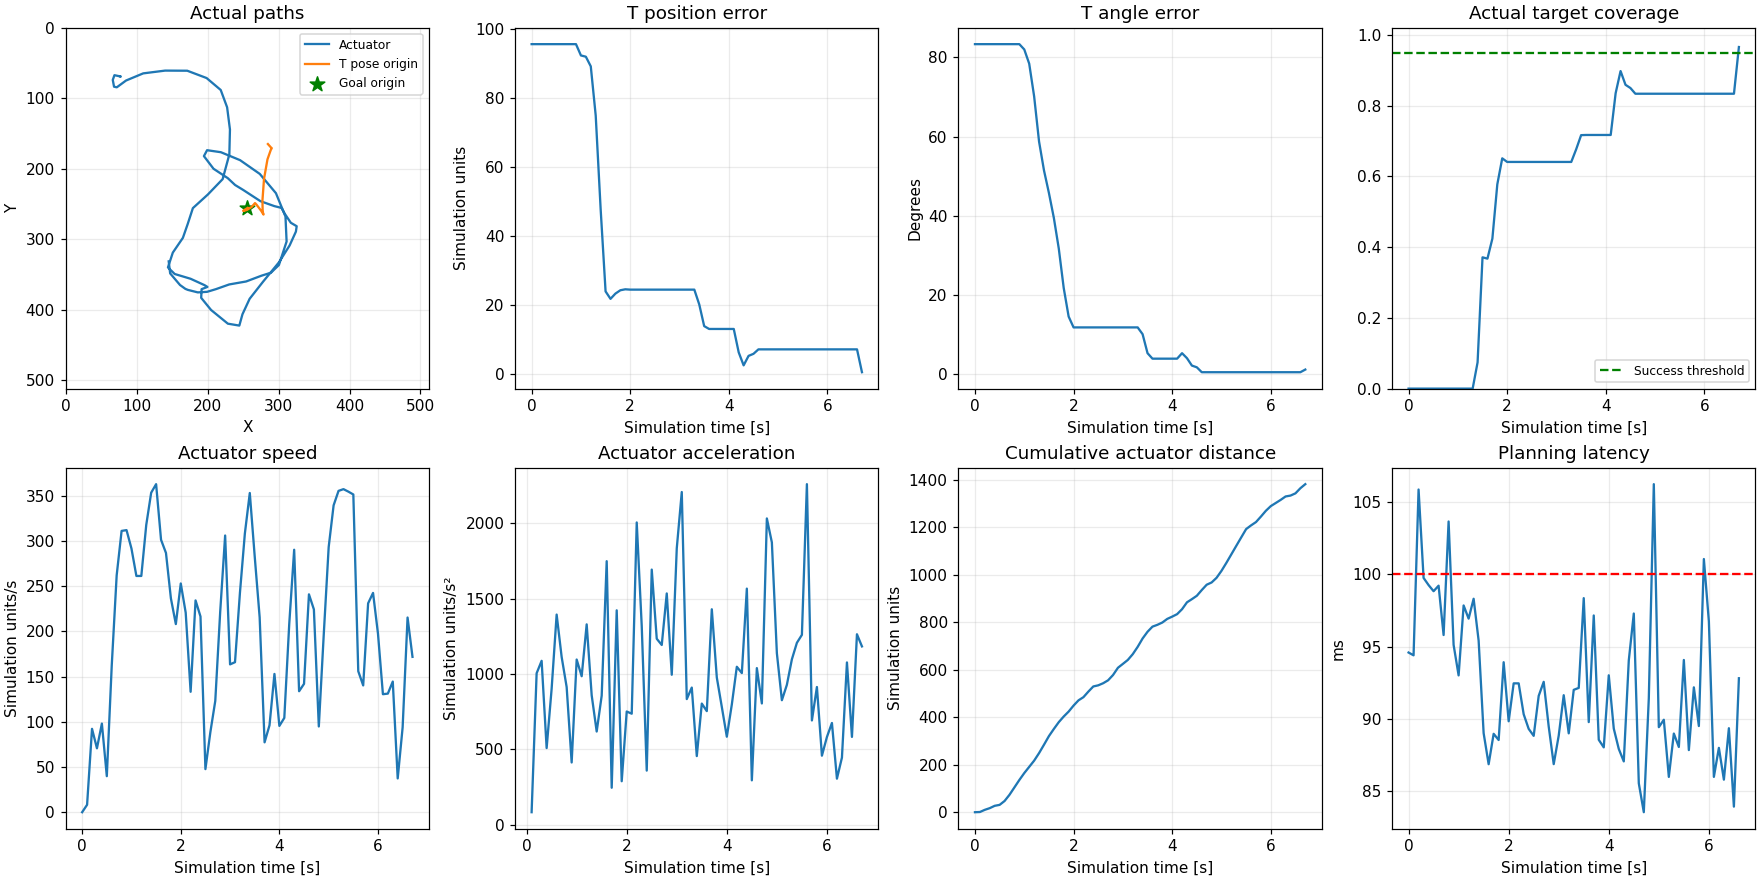 Actual paths
0
100
200
300
400
500
Y
Actuator
T pose origin
Goal origin
0 100 200 300 400 500
X
T position error
100
80
60
40
20
0
Simulation units
0 2 4 6
Simulation time [s]
T angle error
80
60
40
20
0
Degrees
0 2 4 6
Simulation time [s]
Actual target coverage
1.0
0.8
0.6
0.4
0.2
0.0
Success threshold
0 2 4 6
Simulation time [s]
Actuator speed
350
300
250
200
150
100
50
0
Simulation units/s
0 2 4 6
Simulation time [s]
Actuator acceleration
2000
1500
1000
500
0
Simulation units/s²
0 2 4 6
Simulation time [s]
Cumulative actuator distance
1400
1200
1000
800
600
400
200
0
Simulation units
0 2 4 6
Simulation time [s]
Planning latency
105
100
95
90
85
ms
0 2 4 6
Simulation time [s]